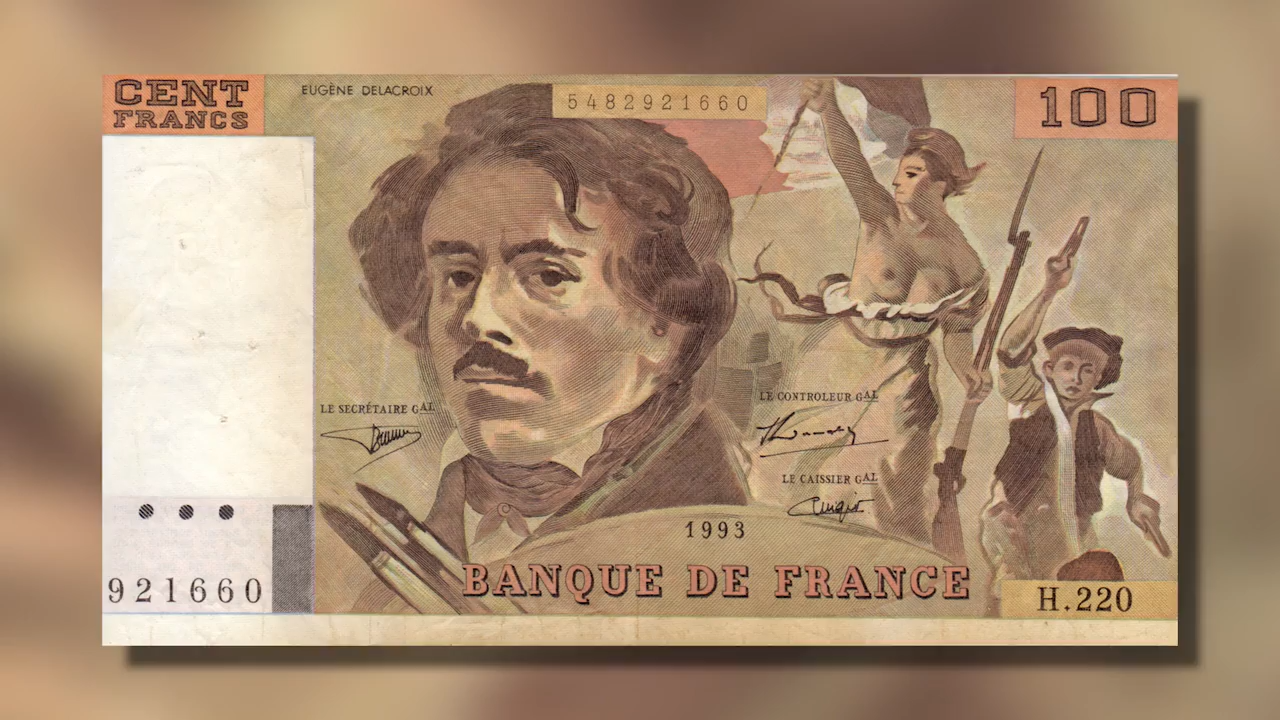 CENT
FRANCS
EUGÈNE DELACROIX
5482921660
100
LE SECRÉTAIRE GAL
LE CONTROLEUR GAL
LE CAISSIER GAL
1993
BANQUE DE FRANCE
921660
H.220